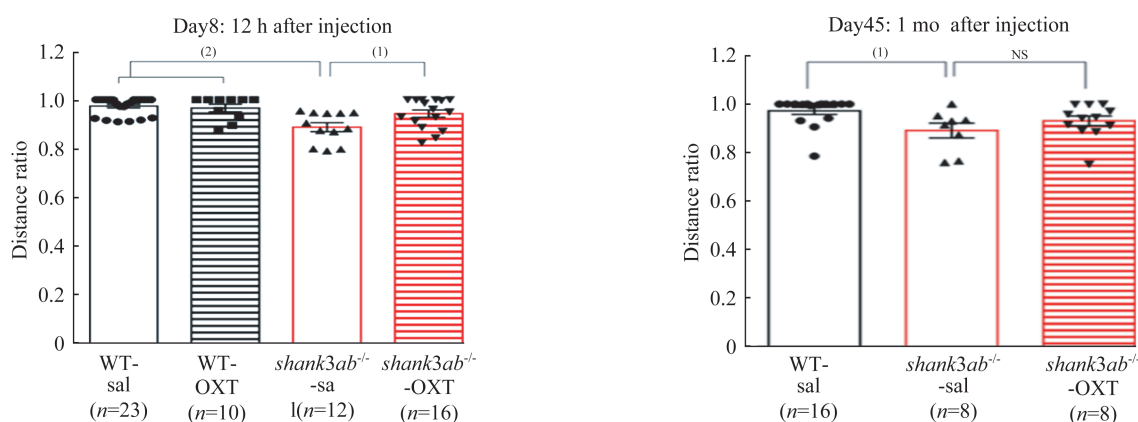 Day8: 12 h after injection
(2)
(1)
1.2
1.0
0.8
0.6
0.4
0.2
0
Distance ratio
WT-
sal
(n=23)
WT-
OXT
(n=10)
shank3ab-/-
-sa
l(n=12)
shank3ab-/-
-OXT
(n=16)
Day45: 1 mo after injection
(1)
NS
1.2
1.0
0.8
0.6
0.4
0.2
0
Distance ratio
WT-
sal
(n=16)
shank3ab-/-
-sal
(n=8)
shank3ab-/-
-OXT
(n=8)